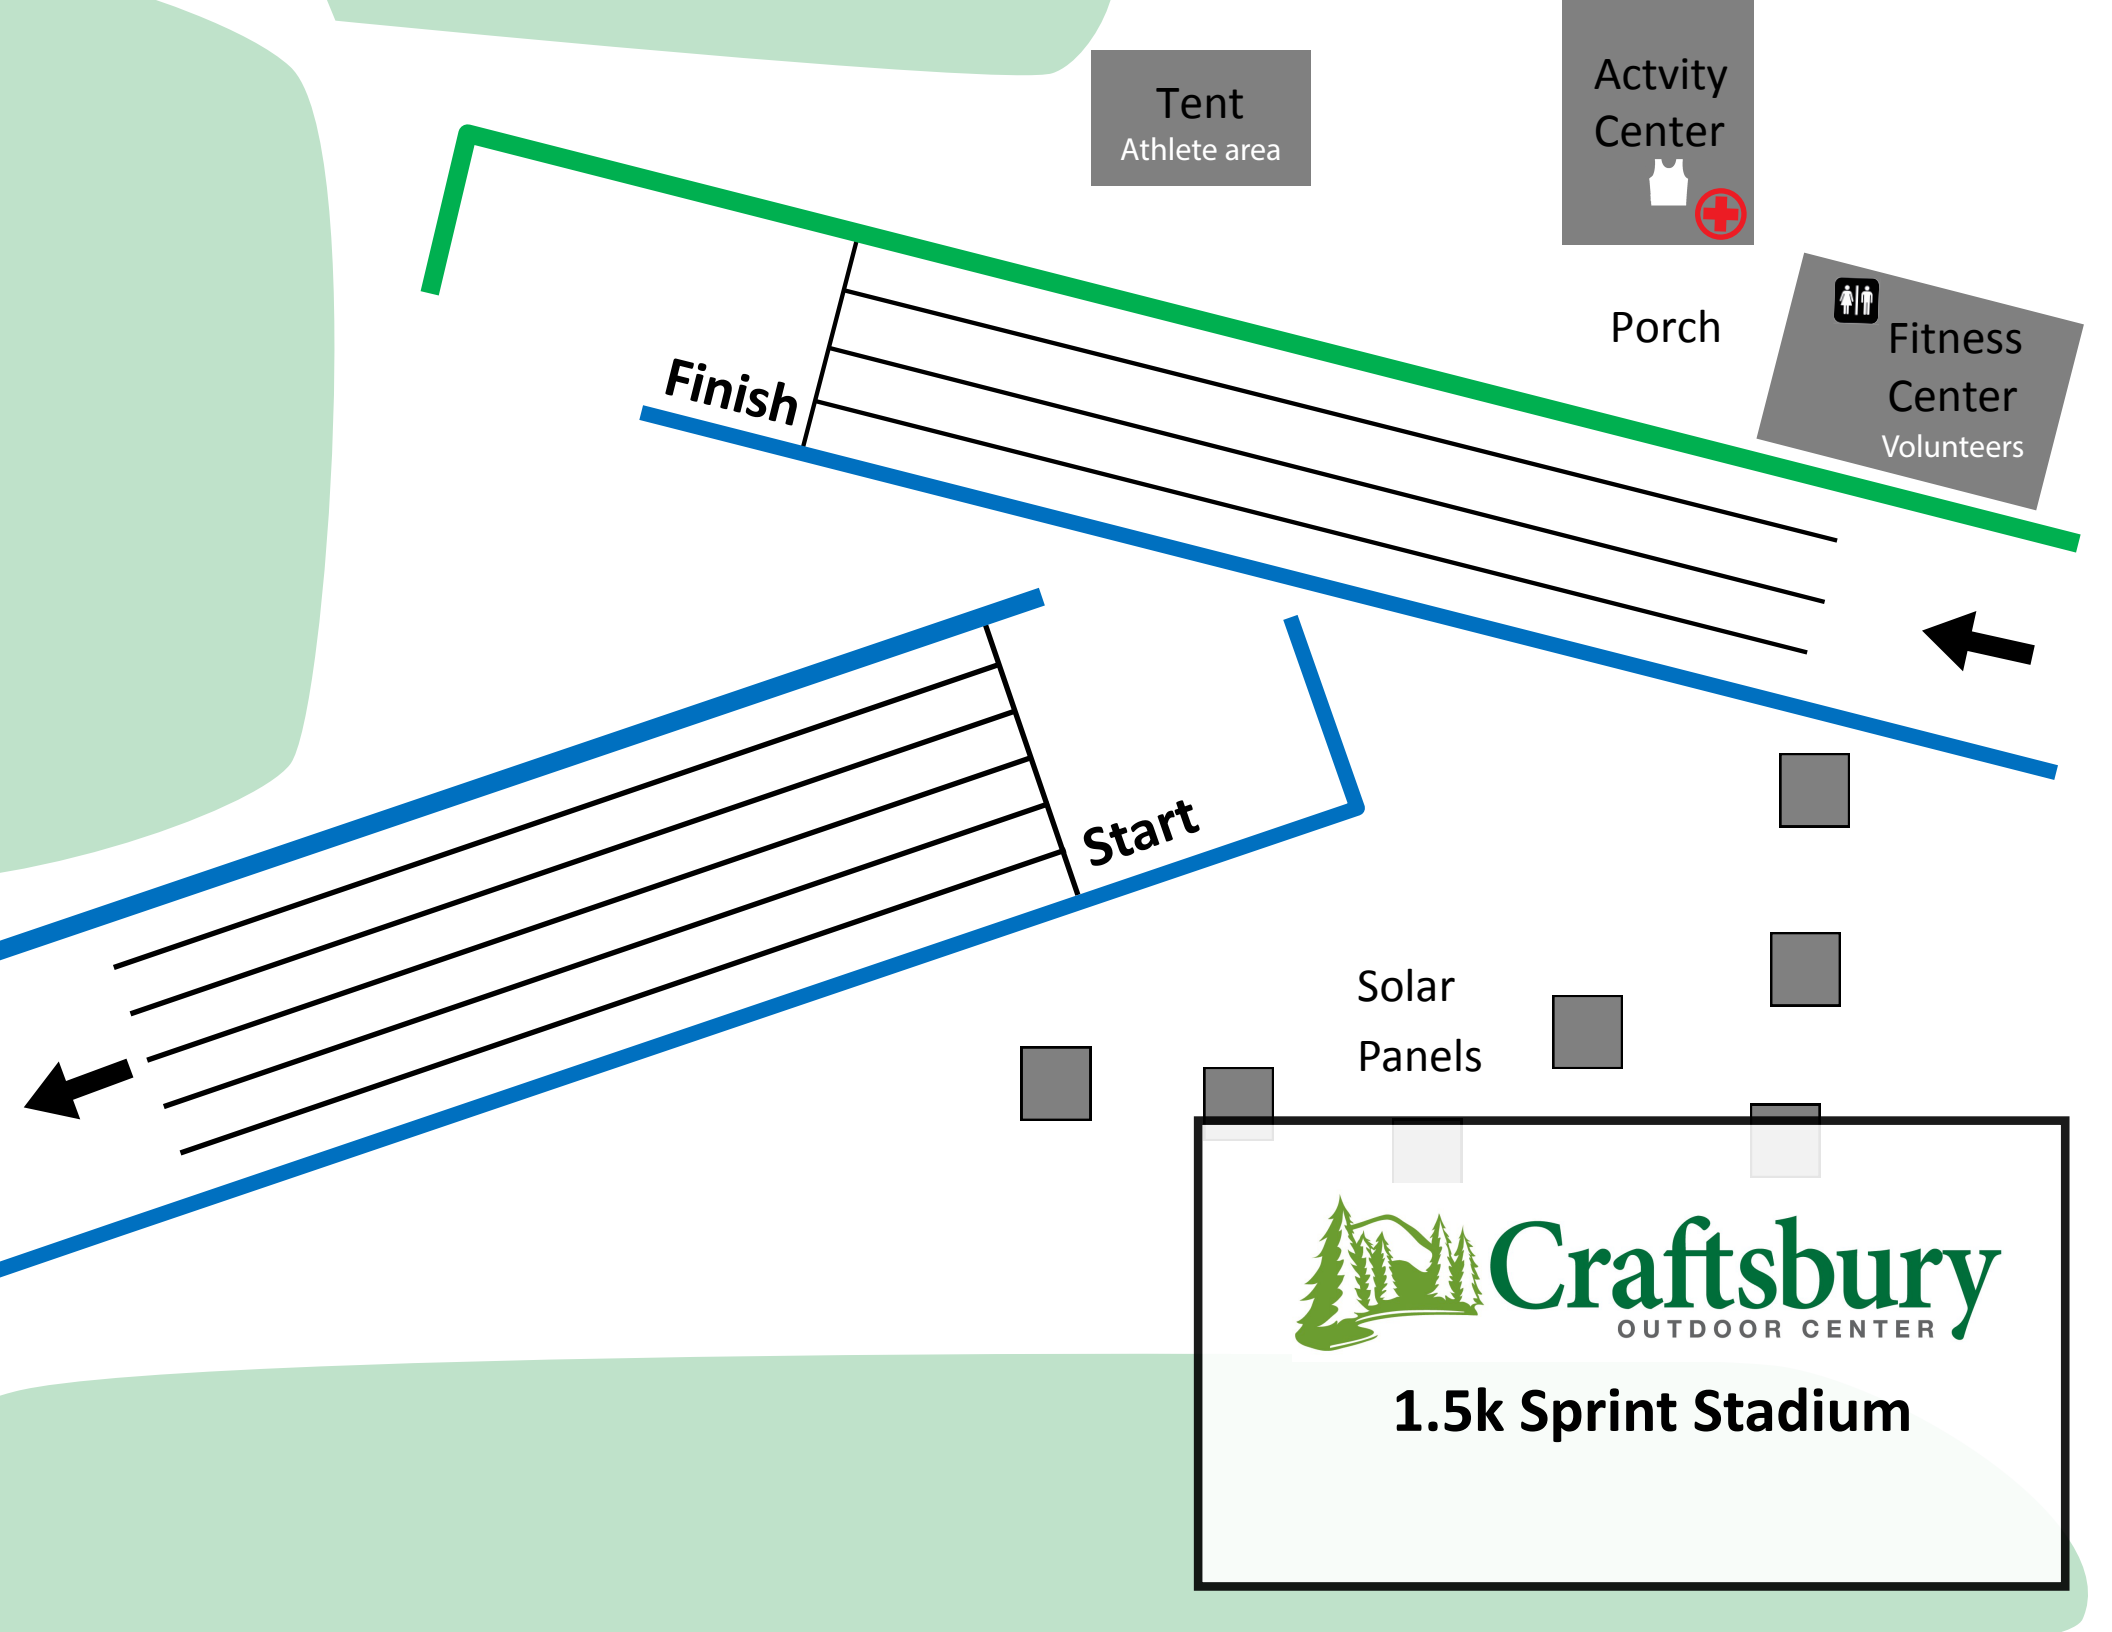 Tent
Athlete area
Actvity
Center
Porch
Fitness
Center
Volunteers
Finish
Start
Solar
Panels
Craftsbury
OUTDOOR CENTER
1.5k Sprint Stadium